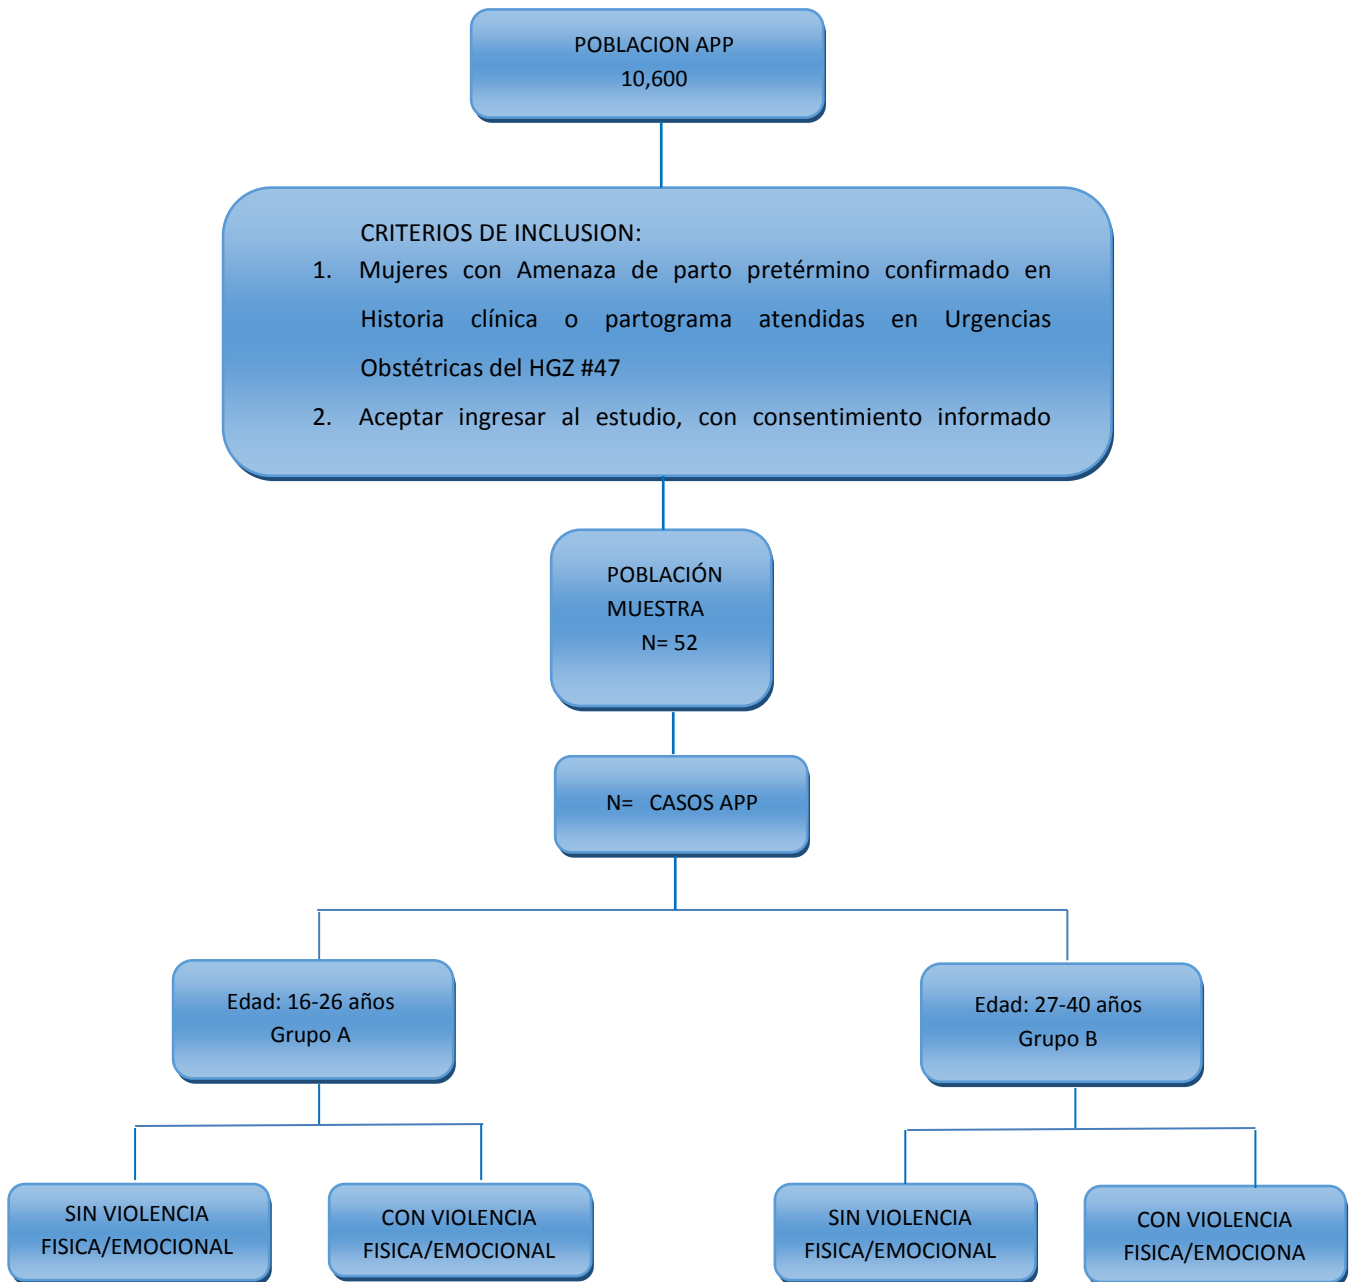 POBLACION APP
10,600
CRITERIOS DE INCLUSION:
1. Mujeres con Amenaza de parto pretérmino confirmado en
Historia clínica o partograma atendidas en Urgencias
Obstétricas del HGZ #47
2. Aceptar ingresar al estudio, con consentimiento informado
POBLACIÓN
MUESTRA
N= 52
N= CASOS APP
Edad: 16-26 años
Grupo A
Edad: 27-40 años
Grupo B
SIN VIOLENCIA
FISICA/EMOCIONAL
CON VIOLENCIA
FISICA/EMOCIONAL
SIN VIOLENCIA
FISICA/EMOCIONAL
CON VIOLENCIA
FISICA/EMOCIONA